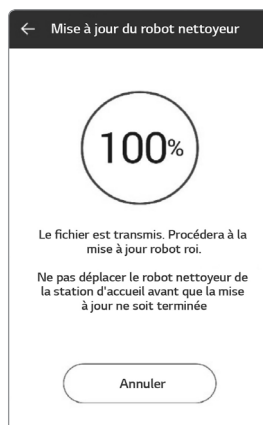 ← Mise à jour du robot nettoyeur
100%
Le fichier est transmis. Procédera à la
mise à jour robot roi.
Ne pas déplacer le robot nettoyeur de
la station d'accueil avant que la mise
à jour ne soit terminée
Annuler